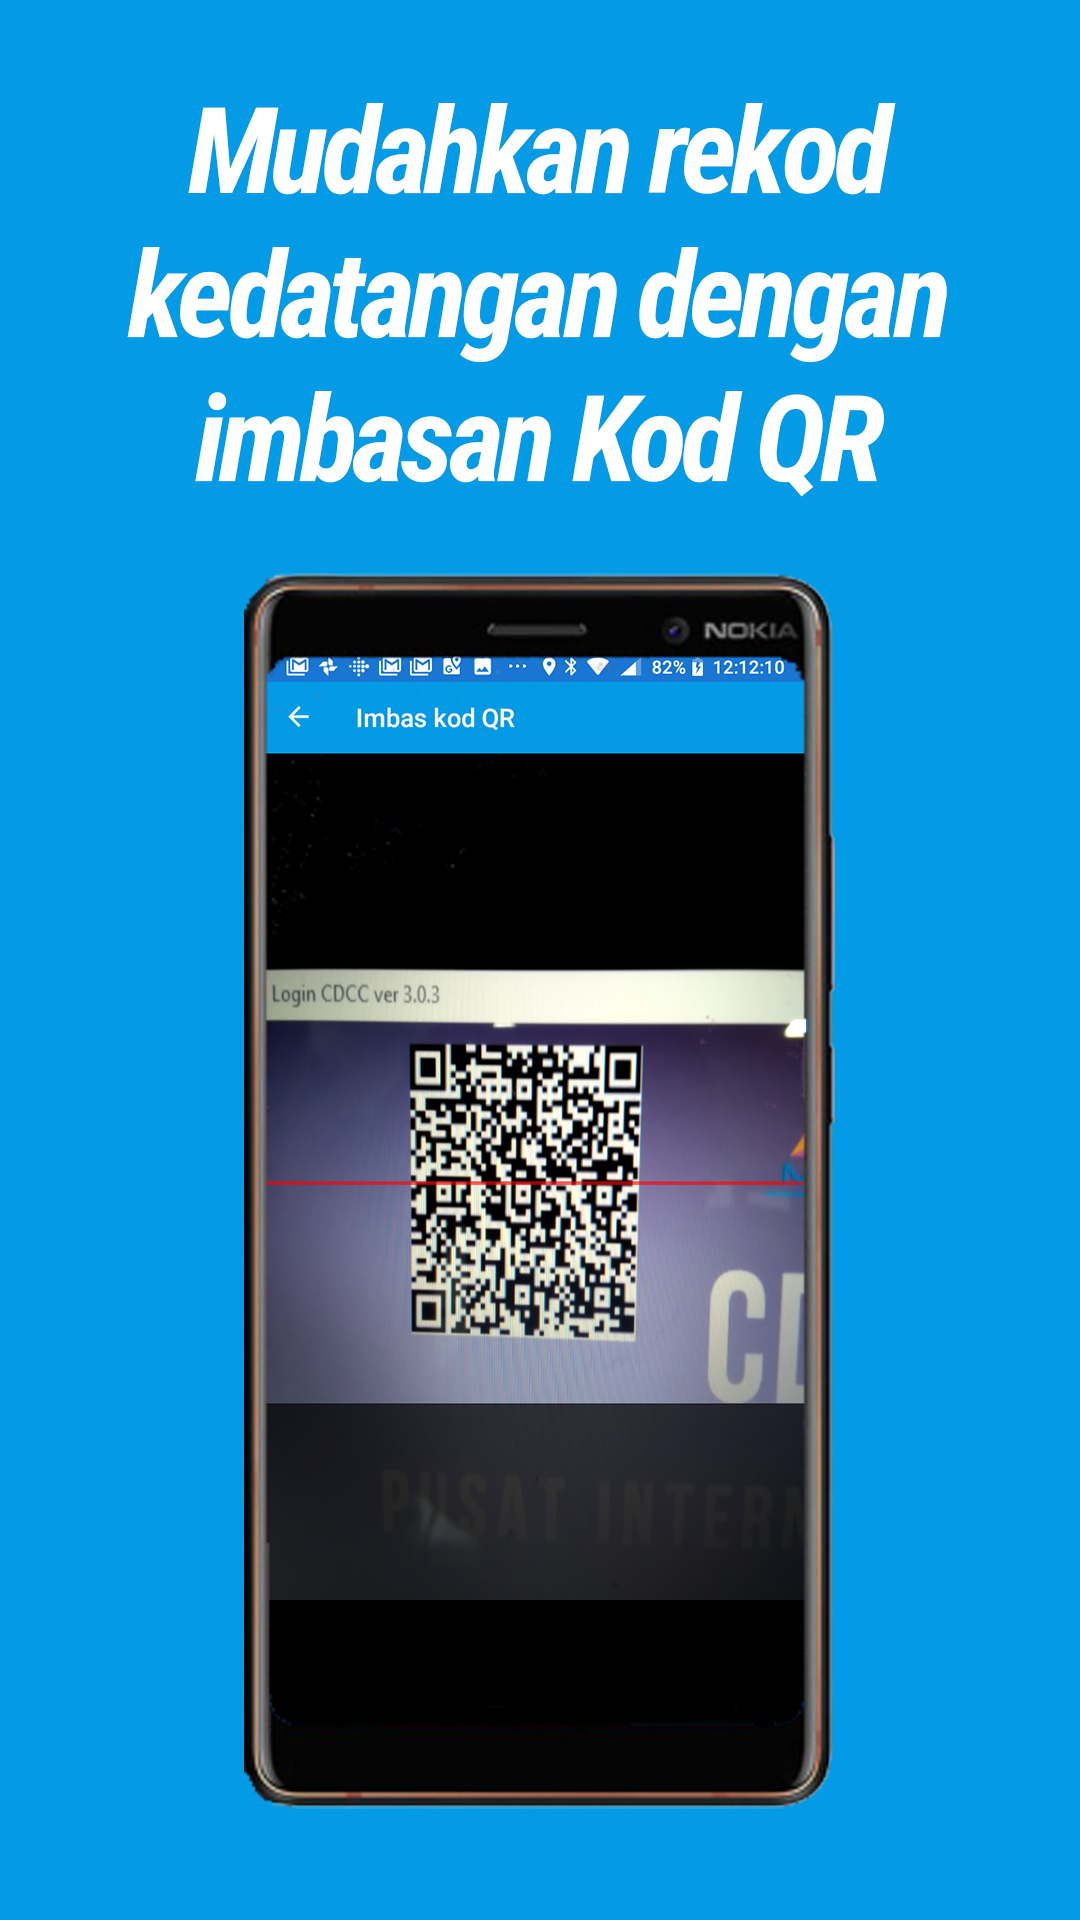 Mudahkan rekod
kedatangan dengan
imbasan Kod QR
NOKIA
82% 12:12:10
Imbas kod QR
Login CDCC ver 3.0.3
CD
PUSAT INTERN